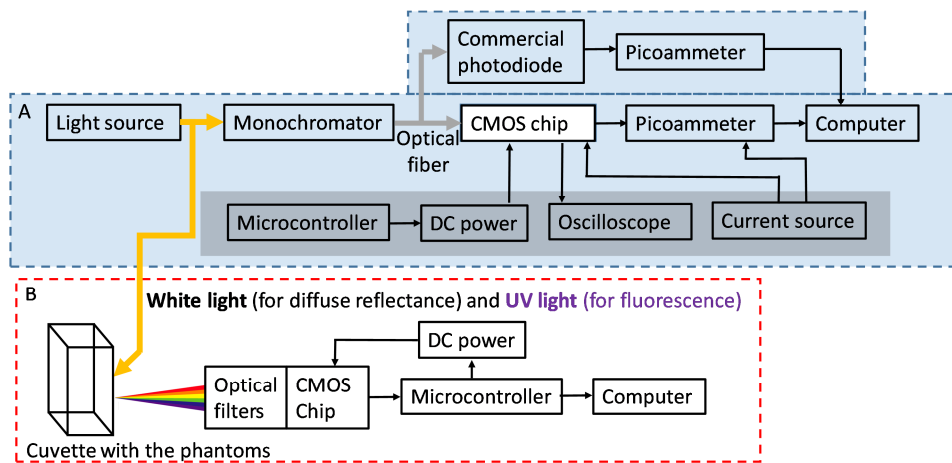 Commercial
photodiode
Picoammeter
A
Light source
Monochromator
Optical
fiber
CMOS chip
Picoammeter
Computer
Microcontroller
DC power
Oscilloscope
Current source
B
White light (for diffuse reflectance) and UV light (for fluorescence)
DC power
Optical
filters
CMOS
Chip
Microcontroller
Computer
Cuvette with the phantoms